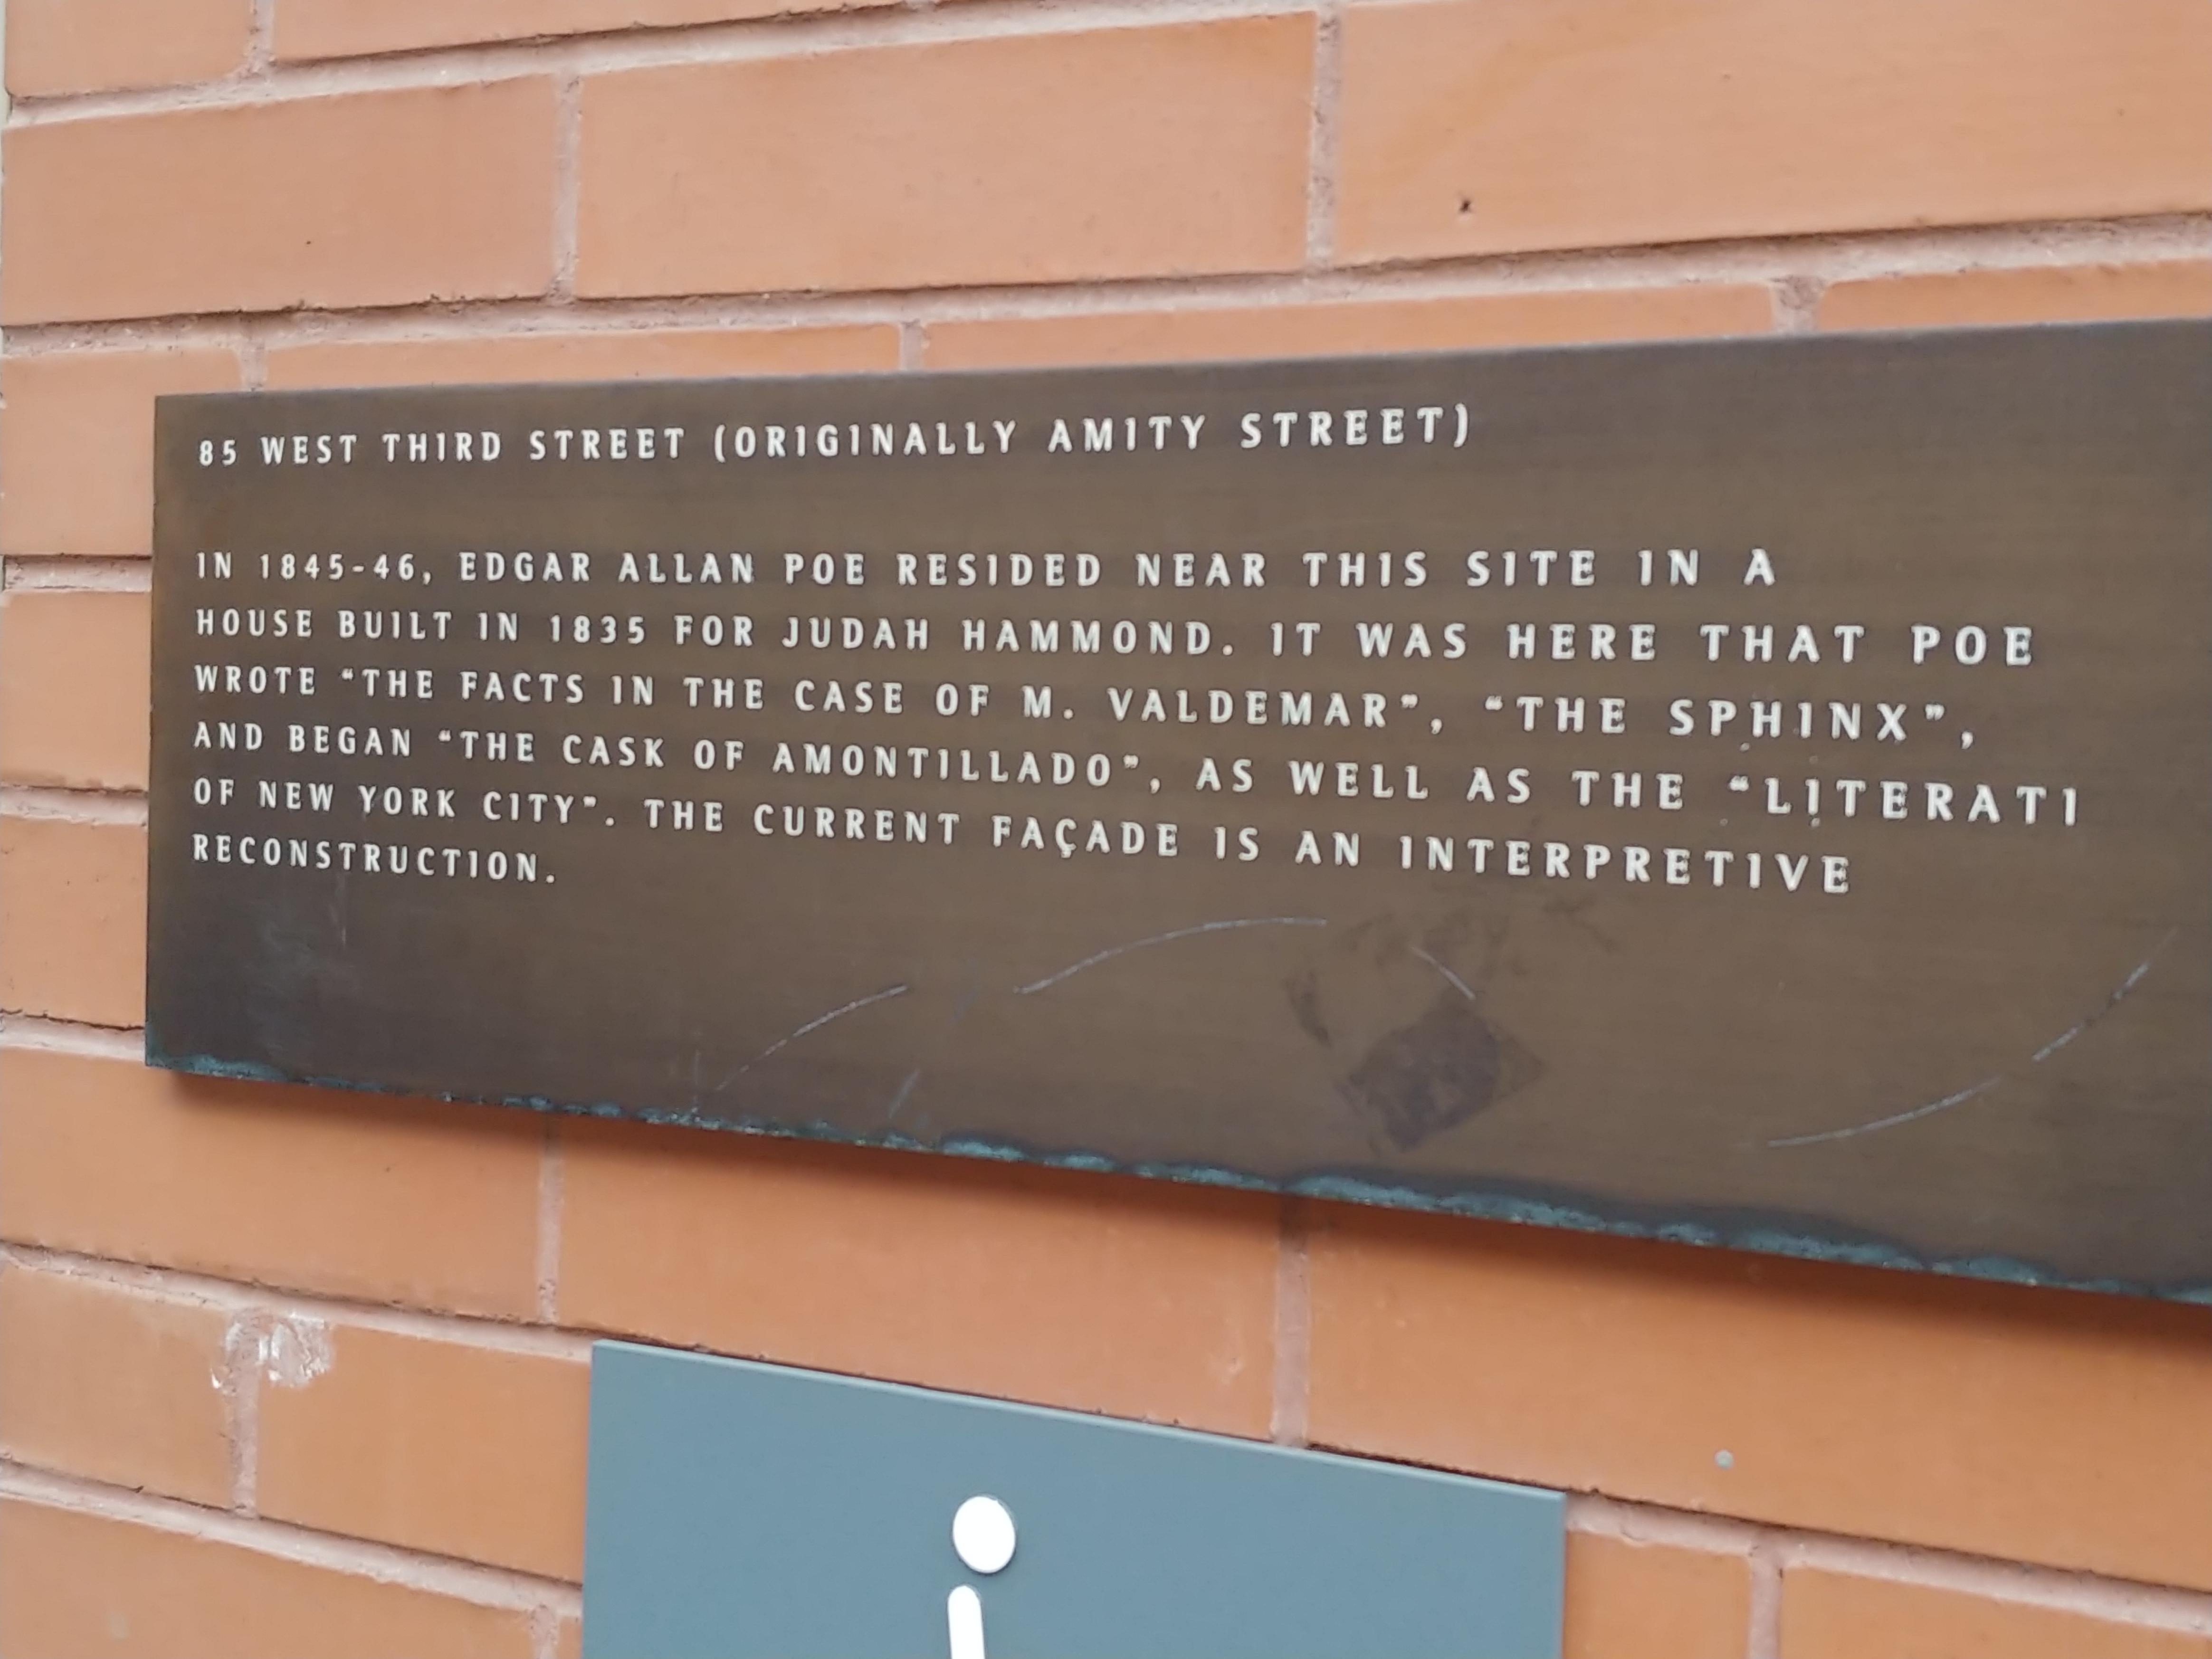 85 WEST THIRD STREET (ORIGINALLY AMITY STREET)
IN 1845-46, EDGAR ALLAN POE RESIDED NEAR THIS SITE IN A
HOUSE BUILT IN 1835 FOR JUDAH HAMMOND. IT WAS HERE THAT POE
WROTE “THE FACTS IN THE CASE OF M. VALDEMAR”, “THE SPHINX”,
AND BEGAN “THE CASK OF AMONTILLADO”, AS WELL AS THE “LITERATI
OF NEW YORK CITY”. THE CURRENT FAÇADE IS AN INTERPRETIVE
RECONSTRUCTION.